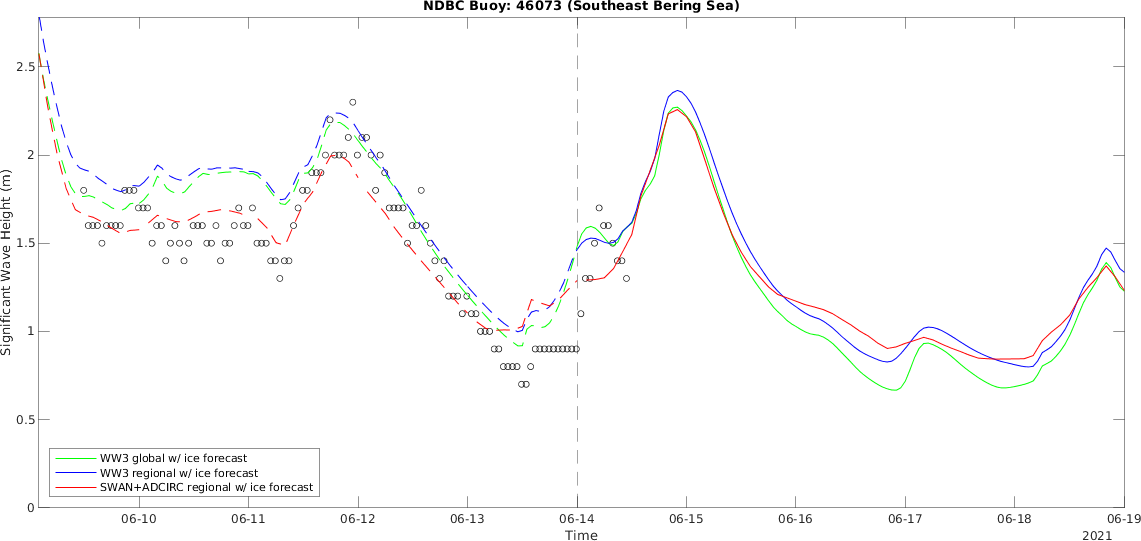 NDBC Buoy: 46073 (Southeast Bering Sea)
Significant Wave Height (m)
2.5
2
1.5
1
0.5
0
WW3 global w/ ice forecast
WW3 regional w/ ice forecast
SWAN+ADCIRC regional w/ ice forecast
06-10 06-11 06-12 06-13 06-14 06-15 06-16 06-17 06-18 06-19
Time
2021